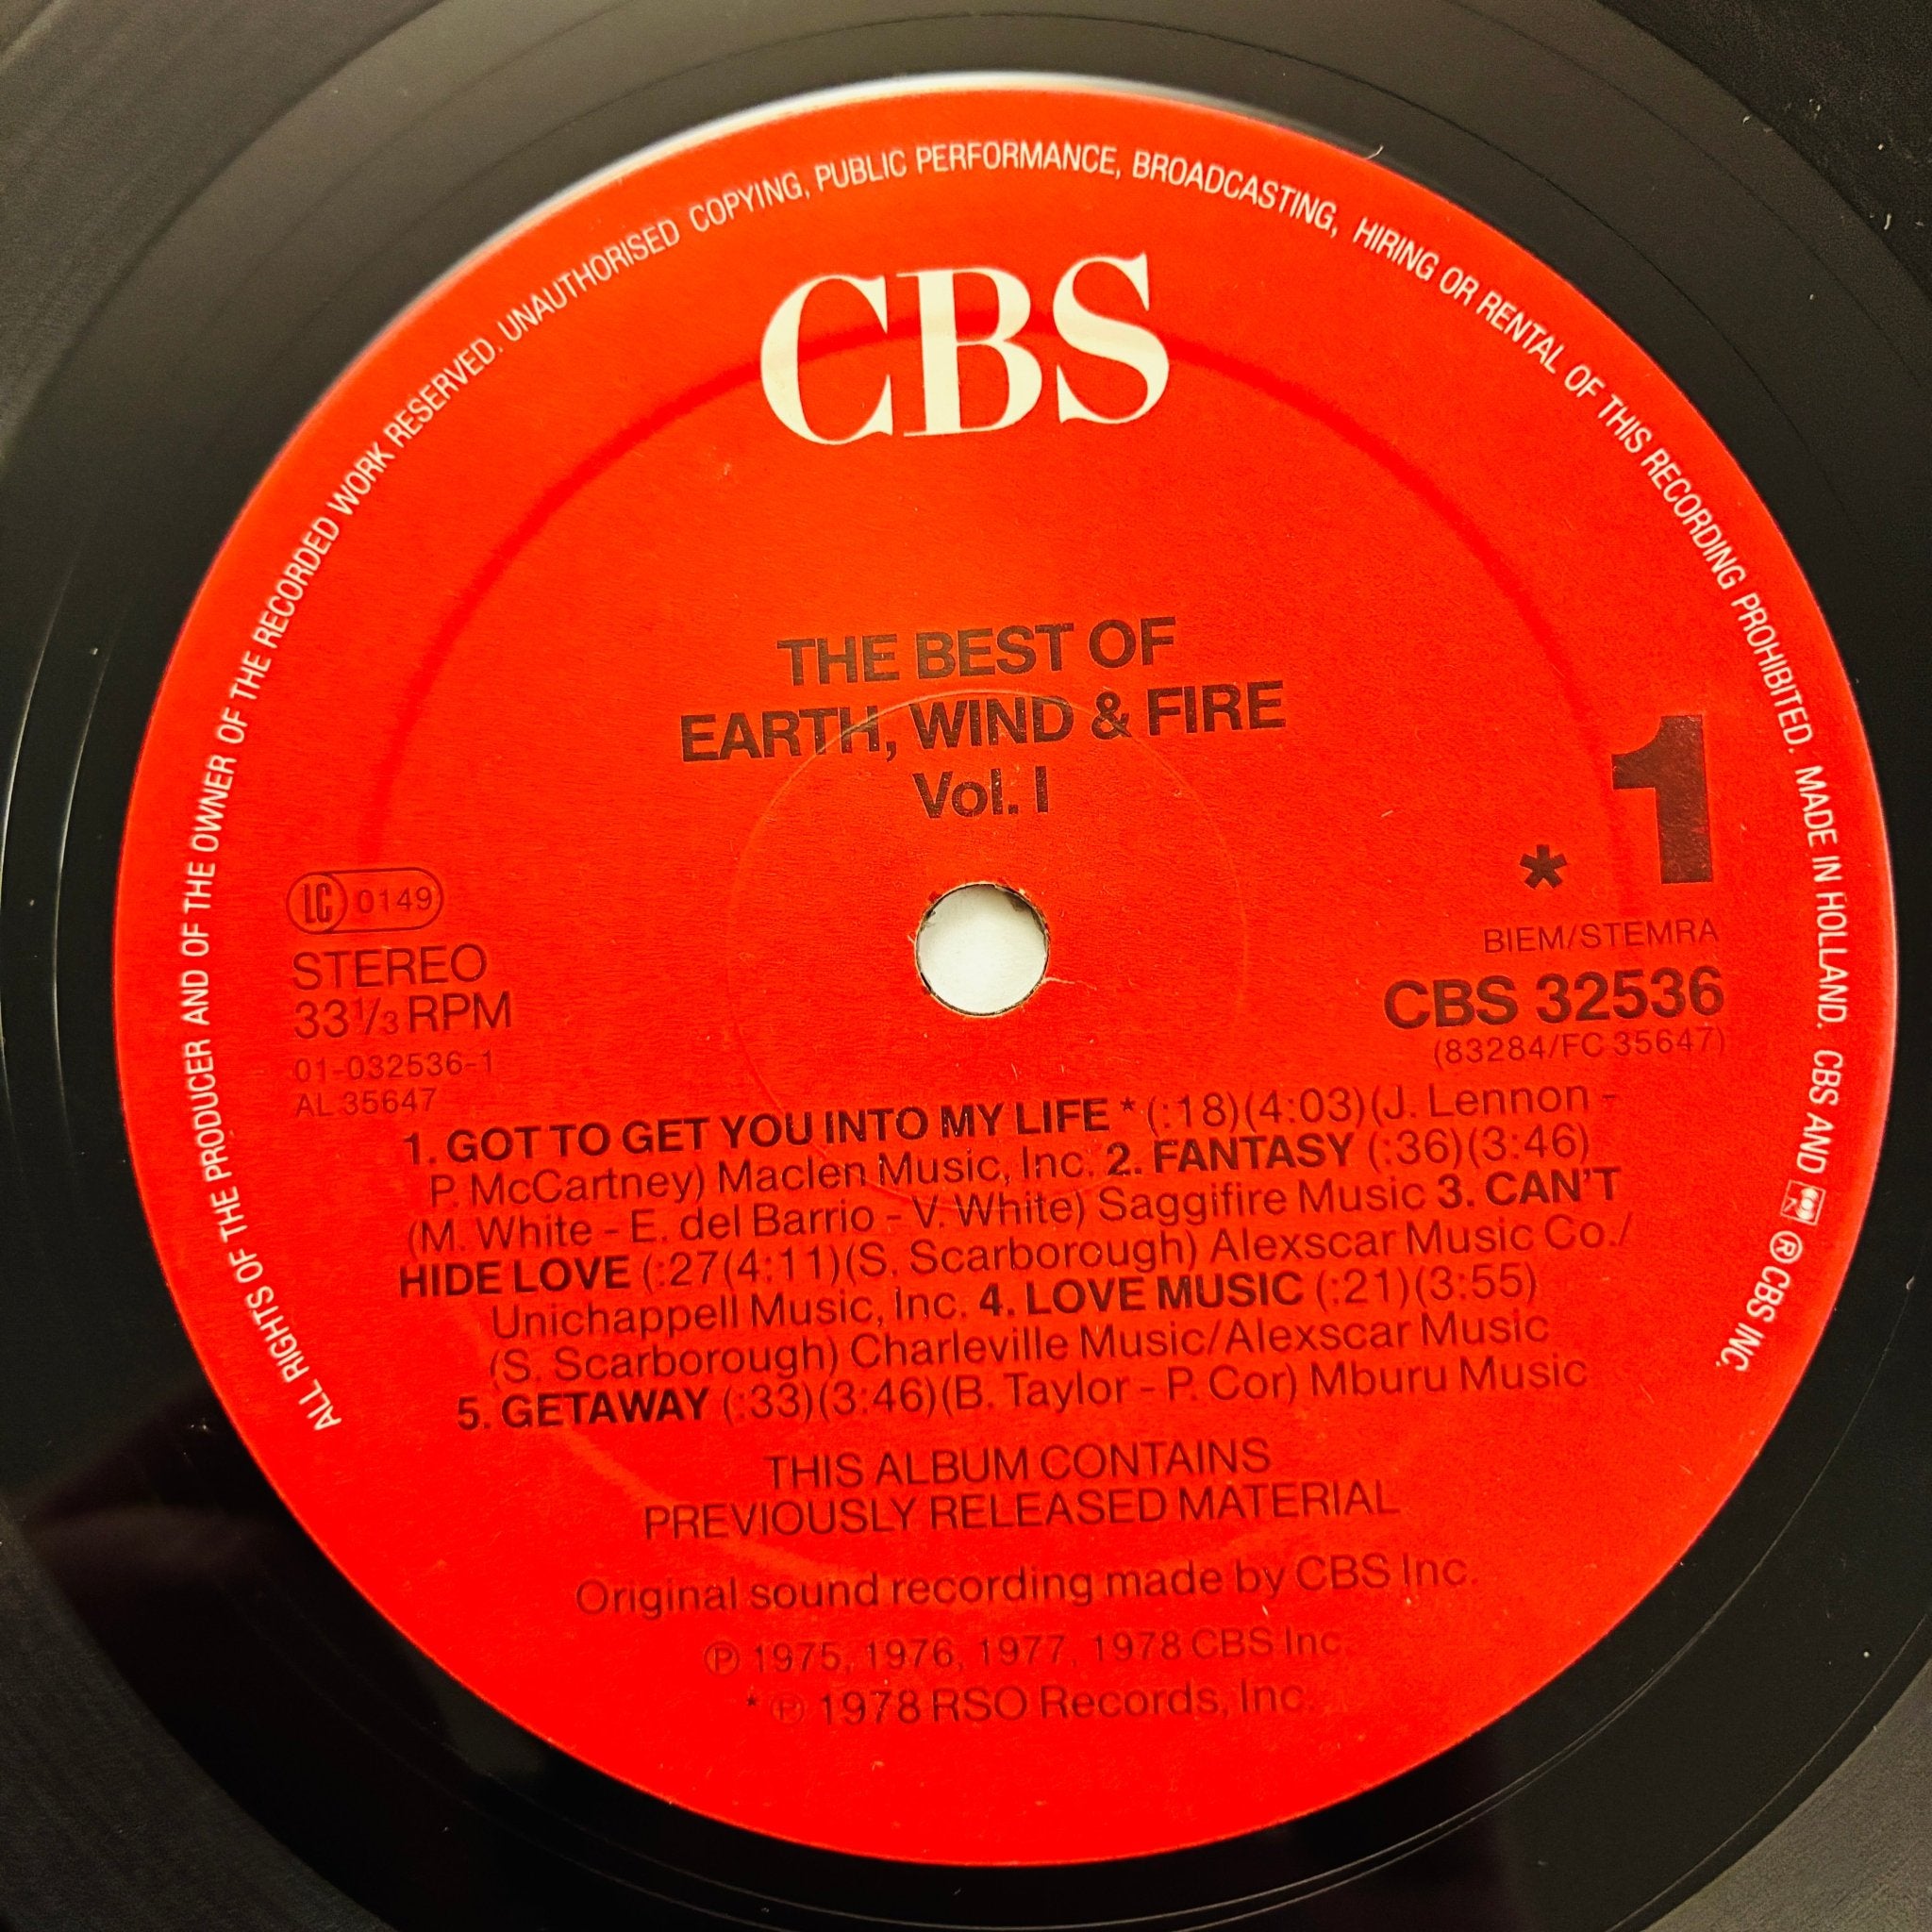 ALL RIGHTS OF THE PRODUCER AND OF THE OWNER OF THE RECORDED WORK RESERVED. UNAUTHORISED COPYING, PUBLIC PERFORMANCE, BROADCASTING, HIRING OR RENTAL OF THIS RECORDING PROHIBITED. MADE IN HOLLAND. CBS AND ® CBS INC.
CBS
THE BEST OF
EARTH, WIND & FIRE
Vol. I
LC 0149
STEREO
33 1/3 RPM
01-032536-1
AL 35647
* 1
BIEM/STEMRA
CBS 32536
(83284/FC 35647)
1. GOT TO GET YOU INTO MY LIFE * (:18)(4:03)(J. Lennon -
P. McCartney) Maclen Music, Inc. 2. FANTASY (:36)(3:46)
(M. White - E. del Barrio - V. White) Saggifire Music 3. CAN'T
HIDE LOVE (:27(4:11)(S. Scarborough) Alexscar Music Co./
Unichappell Music, Inc. 4. LOVE MUSIC (:21)(3:55)
(S. Scarborough) Charleville Music/Alexscar Music
5. GETAWAY (:33)(3:46)(B. Taylor - P. Cor) Mburu Music
THIS ALBUM CONTAINS
PREVIOUSLY RELEASED MATERIAL
Original sound recording made by CBS Inc.
℗ 1975, 1976, 1977, 1978 CBS Inc.
* ℗ 1978 RSO Records, Inc.